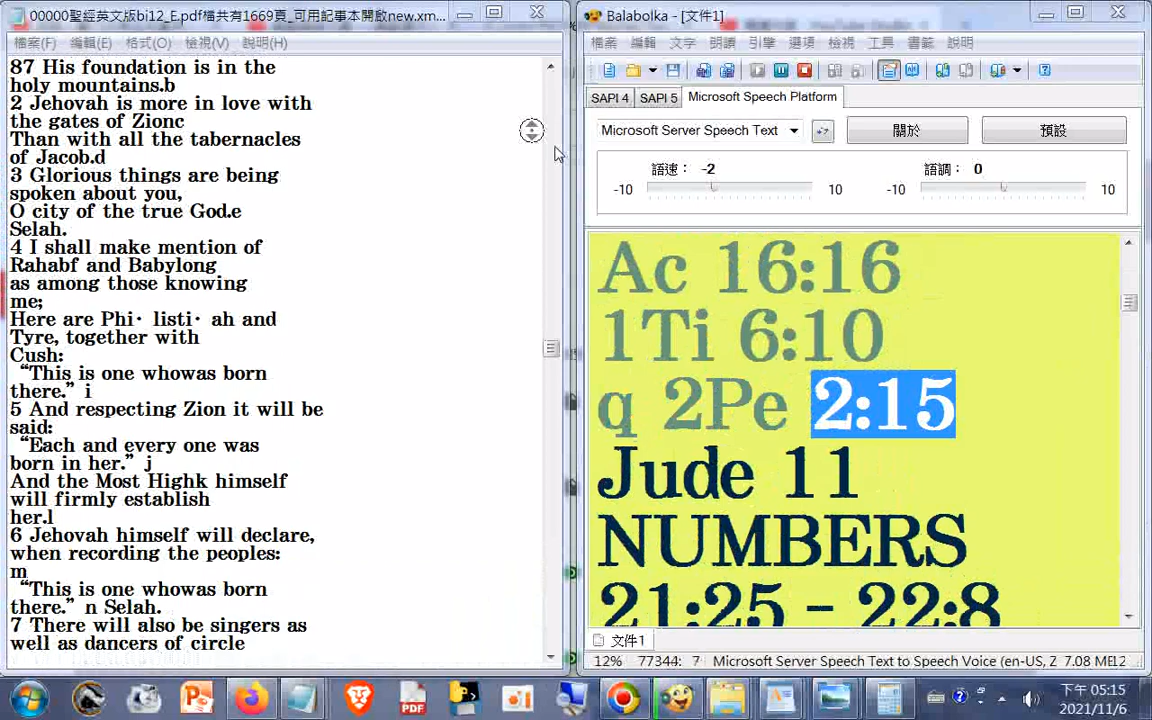 00000聖經英文版bi12_E.pdf檔共有1669頁_可用記事本開啟new.xm...
檔案(F) 編輯(E) 格式(O) 檢視(V) 說明(H)
87 His foundation is in the
holy mountains.b
2 Jehovah is more in love with
the gates of Zionc
Than with all the tabernacles
of Jacob.d
3 Glorious things are being
spoken about you,
O city of the true God.e
Selah.
4 I shall make mention of
Rahabf and Babylong
as among those knowing
me;
Here are Phi· listi· ah and
Tyre, together with
Cush:
“This is one whowas born
there.” i
5 And respecting Zion it will be
said:
“Each and every one was
born in her.” j
And the Most Highk himself
will firmly establish
her.l
6 Jehovah himself will declare,
when recording the peoples:
m
“This is one whowas born
there.” n Selah.
7 There will also be singers as
well as dancers of circle
Balabolka - [文件1]
檔案 編輯 文字 朗讀 引擎 選項 檢視 工具 書籤 說明
SAPI 4 SAPI 5 Microsoft Speech Platform
Microsoft Server Speech Text 關於 預設
語速： -2 語調： 0
-10 10 -10 10
Ac 16:16
1Ti 6:10
q 2Pe 2:15
Jude 11
NUMBERS
21:25 – 22:8
文件1
12% 77344: 7 Microsoft Server Speech Text to Speech Voice (en-US, Z 7.08 ME12
PDF
下午 05:15
2021/11/6